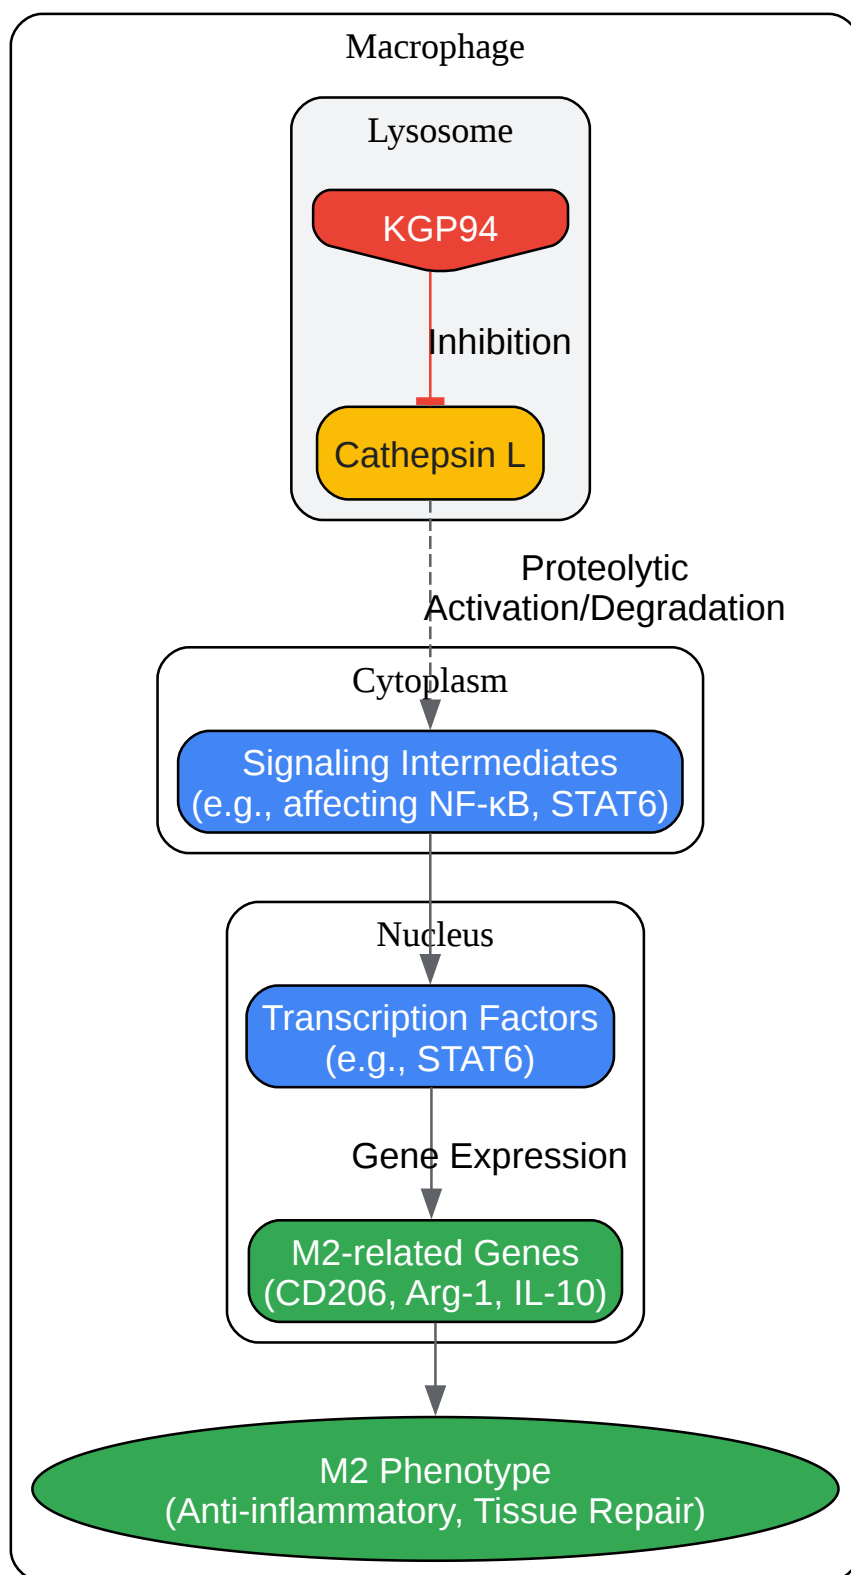 Macrophage
Lysosome
KGP94
Inhibition
Cathepsin L
Proteolytic
Activation/Degradation
Cytoplasm
Signaling Intermediates
(e.g., affecting NF-κB, STAT6)
Nucleus
Transcription Factors
(e.g., STAT6)
Gene Expression
M2-related Genes
(CD206, Arg-1, IL-10)
M2 Phenotype
(Anti-inflammatory, Tissue Repair)